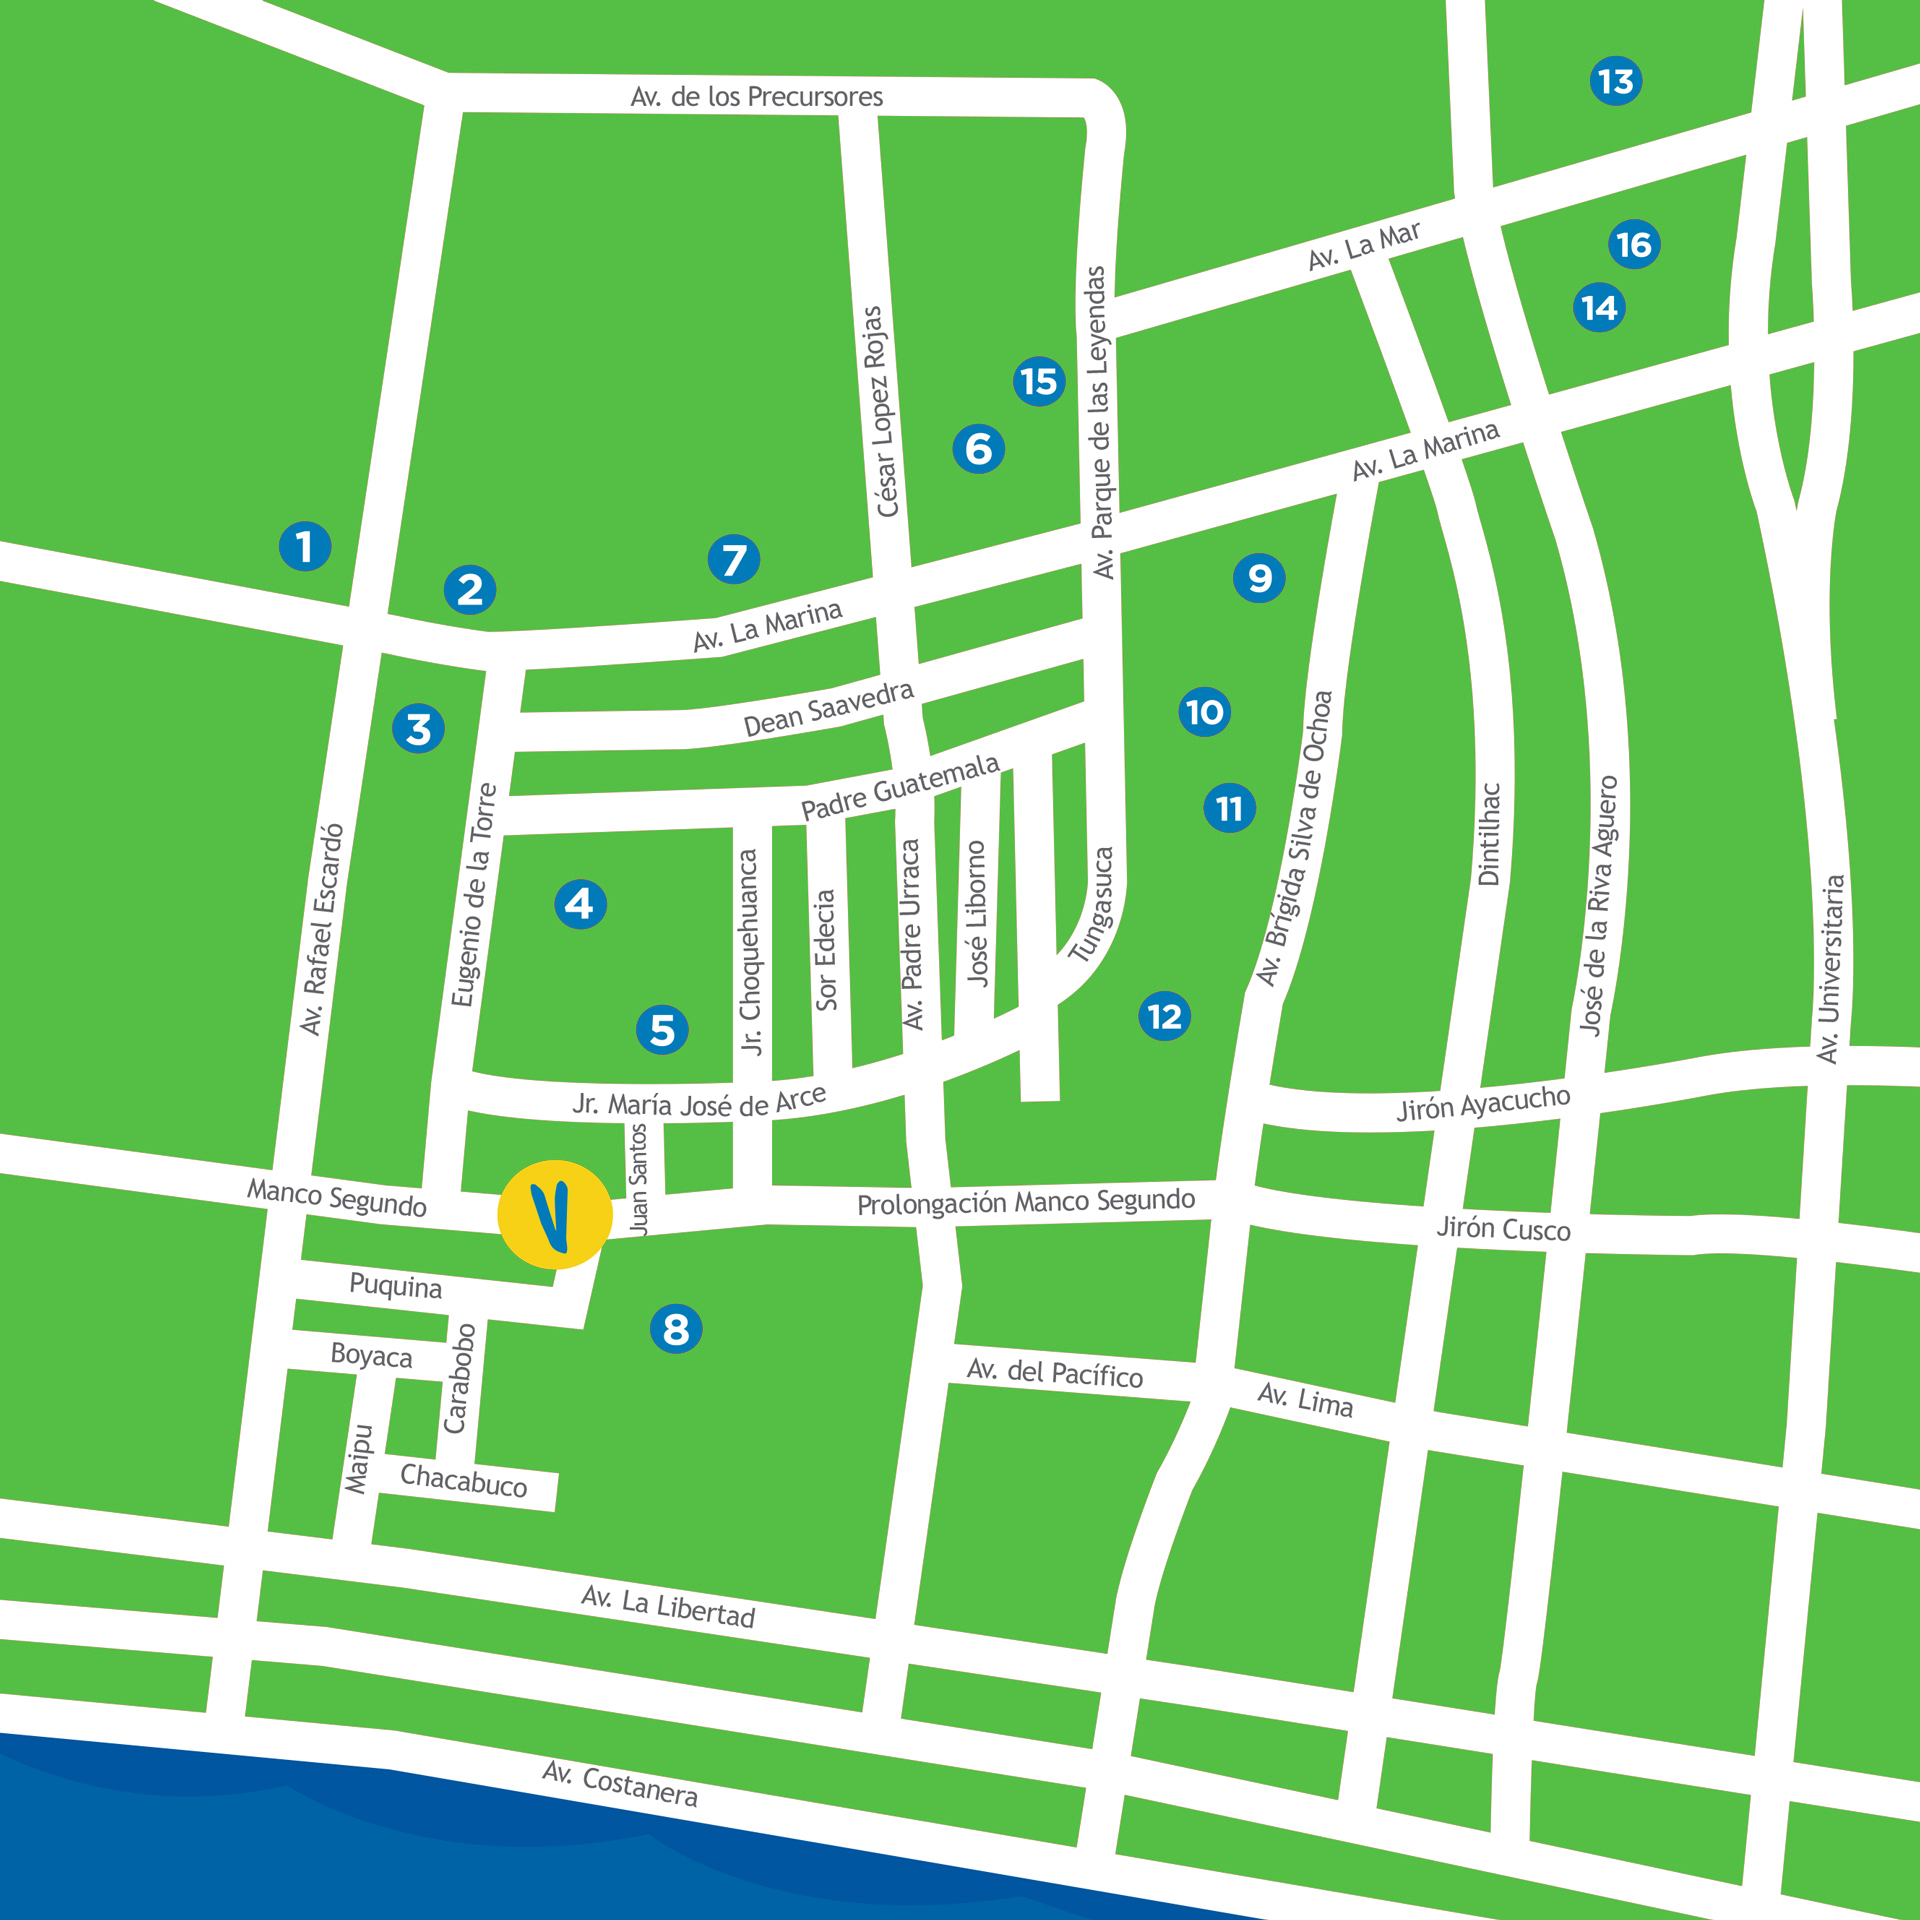 13
Av. de los Precursores
Av. La Mar
16
14
César Lopez Rojas
Av. Parque de las Leyendas
15
6
Av. La Marina
1
2
7
9
Av. La Marina
3
Dean Saavedra
10
Padre Guatemala
11
Av. Rafael Escardó
Eugenio de la Torre
4
Jr. Choquehuanca
Sor Edecia
Av. Padre Urraca
José Liborno
Tungasuca
Av. Brígida Silva de Ochoa
Dintilhac
José de la Riva Aguero
Av. Universitaria
5
12
Jr. María José de Arce
Jirón Ayacucho
Juan Santos
Manco Segundo
Prolongación Manco Segundo
Jirón Cusco
Puquina
8
Boyaca
Carabobo
Av. del Pacífico
Av. Lima
Maipu
Chacabuco
Av. La Libertad
Av. Costanera